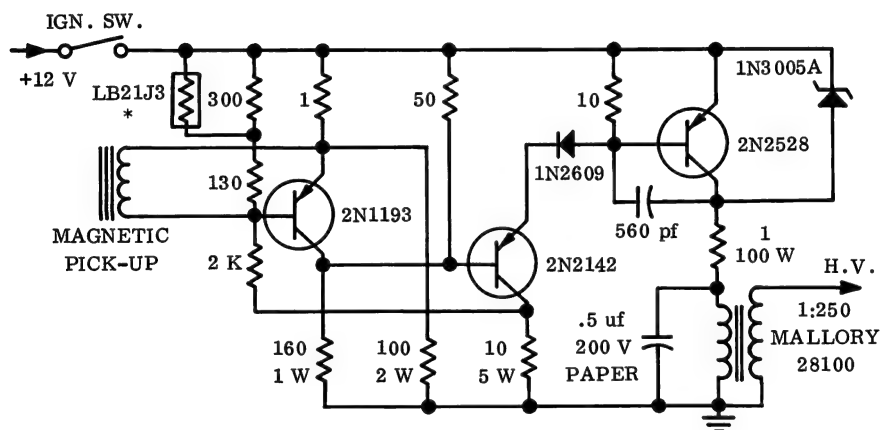 IGN. SW.
+12 V
LB21J3
*
300
1
50
10
1N3005A
130
1N2609
2N2528
MAGNETIC
PICK-UP
2N1193
560 pf
2 K
2N2142
1
100 W
H.V.
160
1 W
100
2 W
10
5 W
.5 uf
200 V
PAPER
1:250
MALLORY
28100